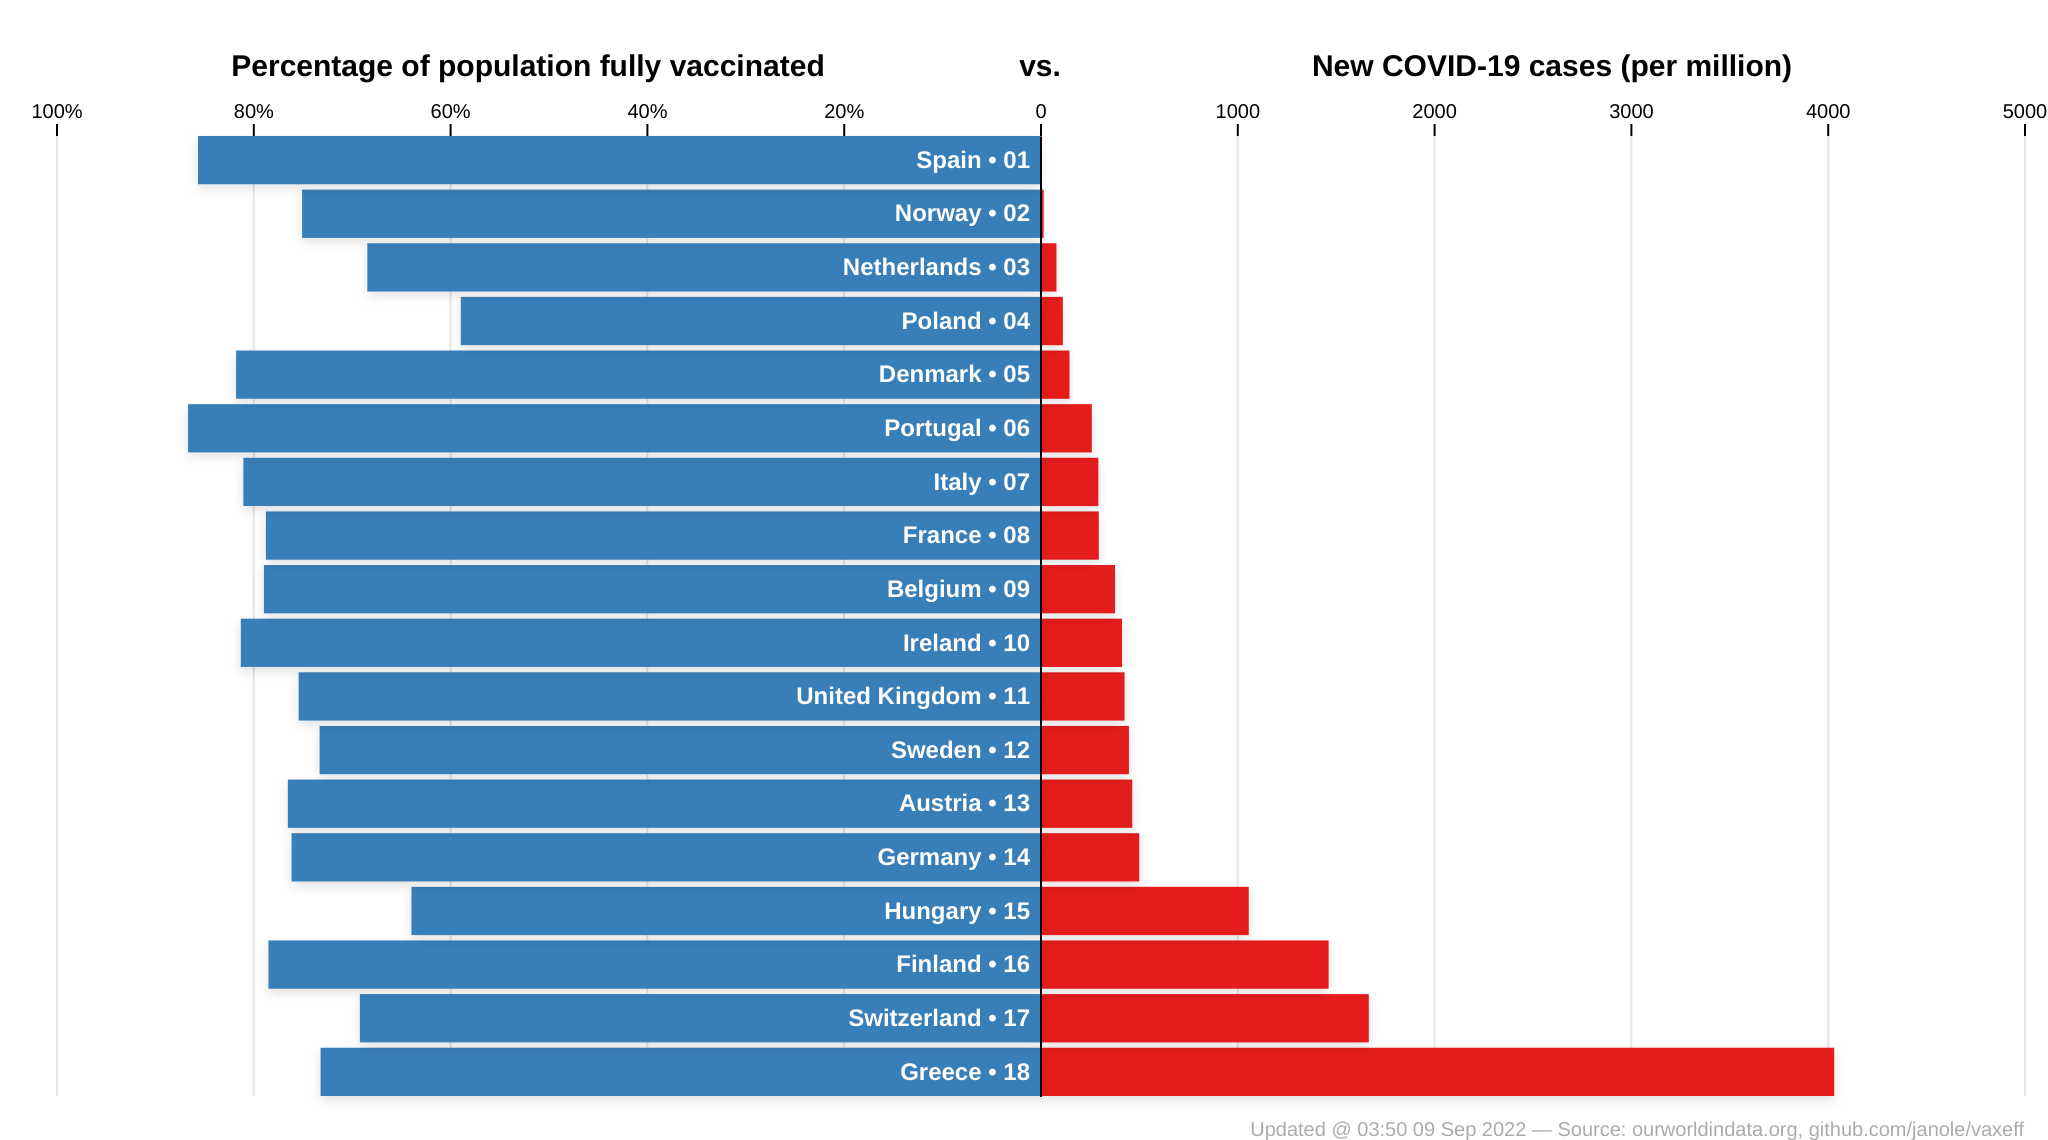 Percentage of population fully vaccinated vs. New COVID-19 cases (per million)
100% 80% 60% 40% 20% 0 1000 2000 3000 4000 5000
Spain • 01
Norway • 02
Netherlands • 03
Poland • 04
Denmark • 05
Portugal • 06
Italy • 07
France • 08
Belgium • 09
Ireland • 10
United Kingdom • 11
Sweden • 12
Austria • 13
Germany • 14
Hungary • 15
Finland • 16
Switzerland • 17
Greece • 18
Updated @ 03:50 09 Sep 2022 — Source: ourworldindata.org, github.com/janole/vaxeff